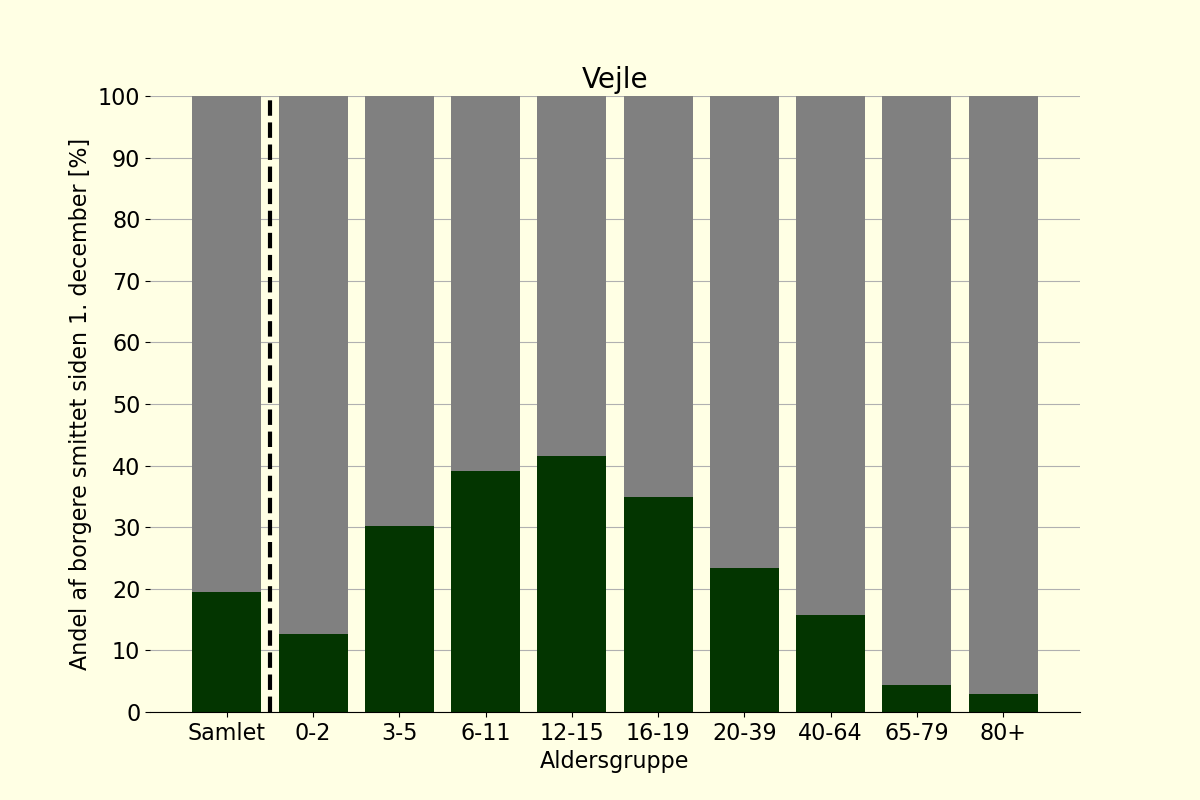 Vejle
Andel af borgere smittet siden 1. december [%]
100
90
80
70
60
50
40
30
20
10
0
Samlet 0-2 3-5 6-11 12-15 16-19 20-39 40-64 65-79 80+
Aldersgruppe